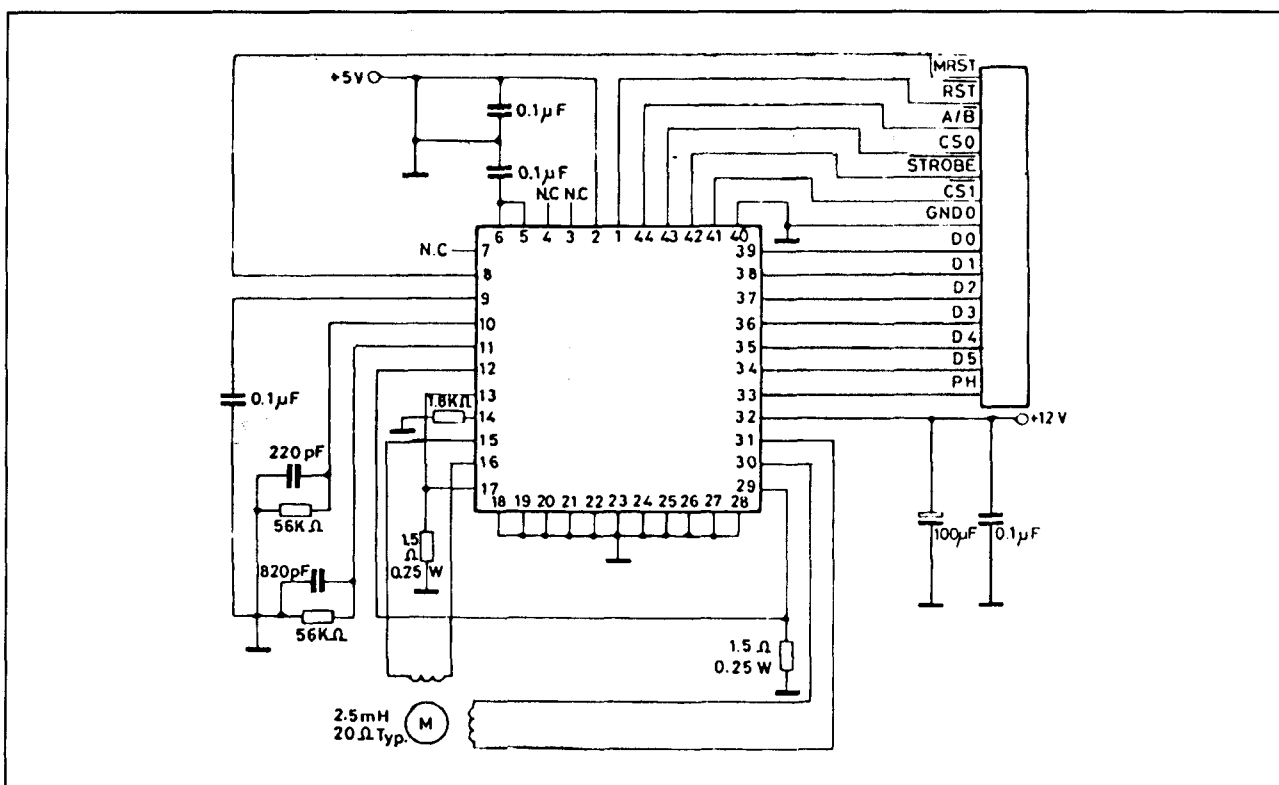 MRST
+5V
RST
0.1µF
A/B
CS0
STROBE
0.1µF
CS1
N.C N.C
GND0
6 5 4 3 2 1 44 43 42 41 40
D0
N.C
7
39
D1
8
38
D2
9
37
D3
10
36
D4
11
35
D5
12
34
PH
13
33
0.1µF
1.8KΩ
14
32
+12V
15
31
220pF
16
30
17
29
18 19 20 21 22 23 24 25 26 27 28
56KΩ
1.5
Ω
0.25 W
100µF
0.1µF
820pF
56KΩ
1.5Ω
0.25W
2.5mH
20Ω Typ.
M